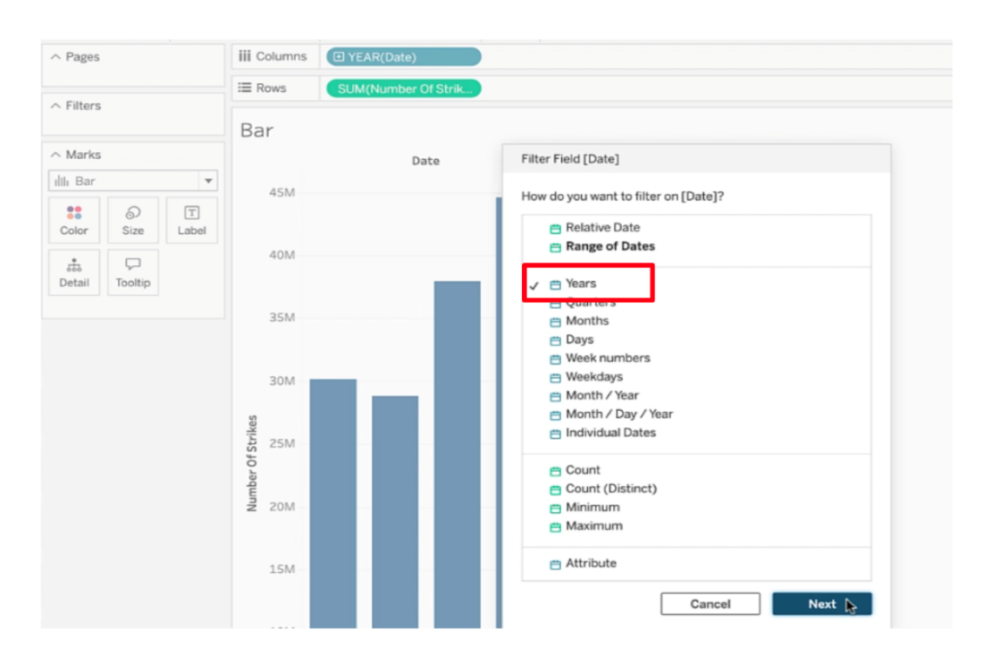 Pages
Columns
YEAR(Date)
Rows
SUM(Number Of Strik...
Filters
Bar
Marks
Bar
Color
Size
Label
Detail
Tooltip
Date
45M
40M
35M
30M
25M
20M
15M
Number Of Strikes
Filter Field [Date]
How do you want to filter on [Date]?
Relative Date
Range of Dates
Years
Quarters
Months
Days
Week numbers
Weekdays
Month / Year
Month / Day / Year
Individual Dates
Count
Count (Distinct)
Minimum
Maximum
Attribute
Cancel
Next